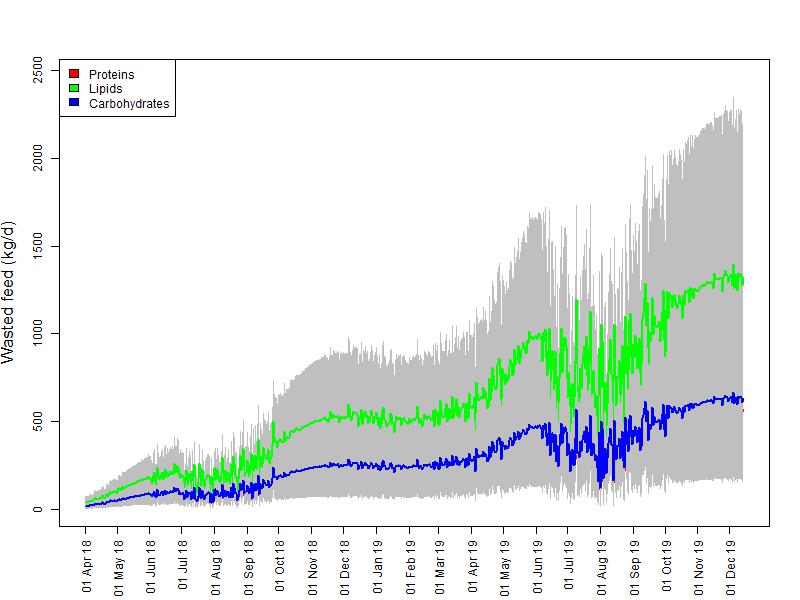 Proteins
Lipids
Carbohydrates
Wasted feed (kg/d)
2500
2000
1500
1000
500
0
01 Apr 18
01 May 18
01 Jun 18
01 Jul 18
01 Aug 18
01 Sep 18
01 Oct 18
01 Nov 18
01 Dec 18
01 Jan 19
01 Feb 19
01 Mar 19
01 Apr 19
01 May 19
01 Jun 19
01 Jul 19
01 Aug 19
01 Sep 19
01 Oct 19
01 Nov 19
01 Dec 19